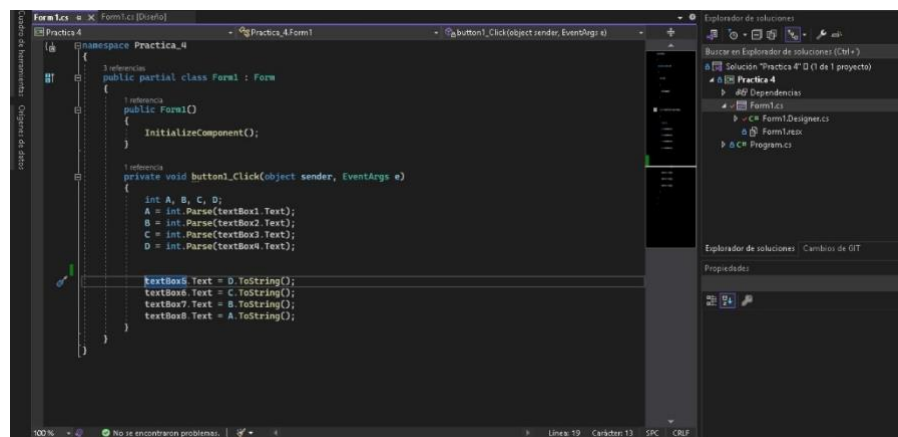 Form1.cs
Form1.cs [Diseño]
Explorador de soluciones
Practica 4
Practica_4.Form1
button1_Click(object sender, EventArgs e)
Buscar en Explorador de soluciones (Ctrl+')
Solución "Practica 4" (1 de 1 proyecto)
Practica 4
Dependencias
Form1.cs
C# Form1.Designer.cs
Form1.resx
C# Program.cs
Cuadro de herramientas
Orígenes de datos
namespace Practica_4
{
3 referencias
public partial class Form1 : Form
{
1 referencia
public Form1()
{
InitializeComponent();
}
1 referencia
private void button1_Click(object sender, EventArgs e)
{
int A, B, C, D;
A = int.Parse(textBox1.Text);
B = int.Parse(textBox2.Text);
C = int.Parse(textBox3.Text);
D = int.Parse(textBox4.Text);
textBox5.Text = D.ToString();
textBox6.Text = C.ToString();
textBox7.Text = B.ToString();
textBox8.Text = A.ToString();
}
}
}
Explorador de soluciones
Cambios de GIT
Propiedades
100 %
No se encontraron problemas.
Línea: 19
Carácter: 13
SPC
CRLF